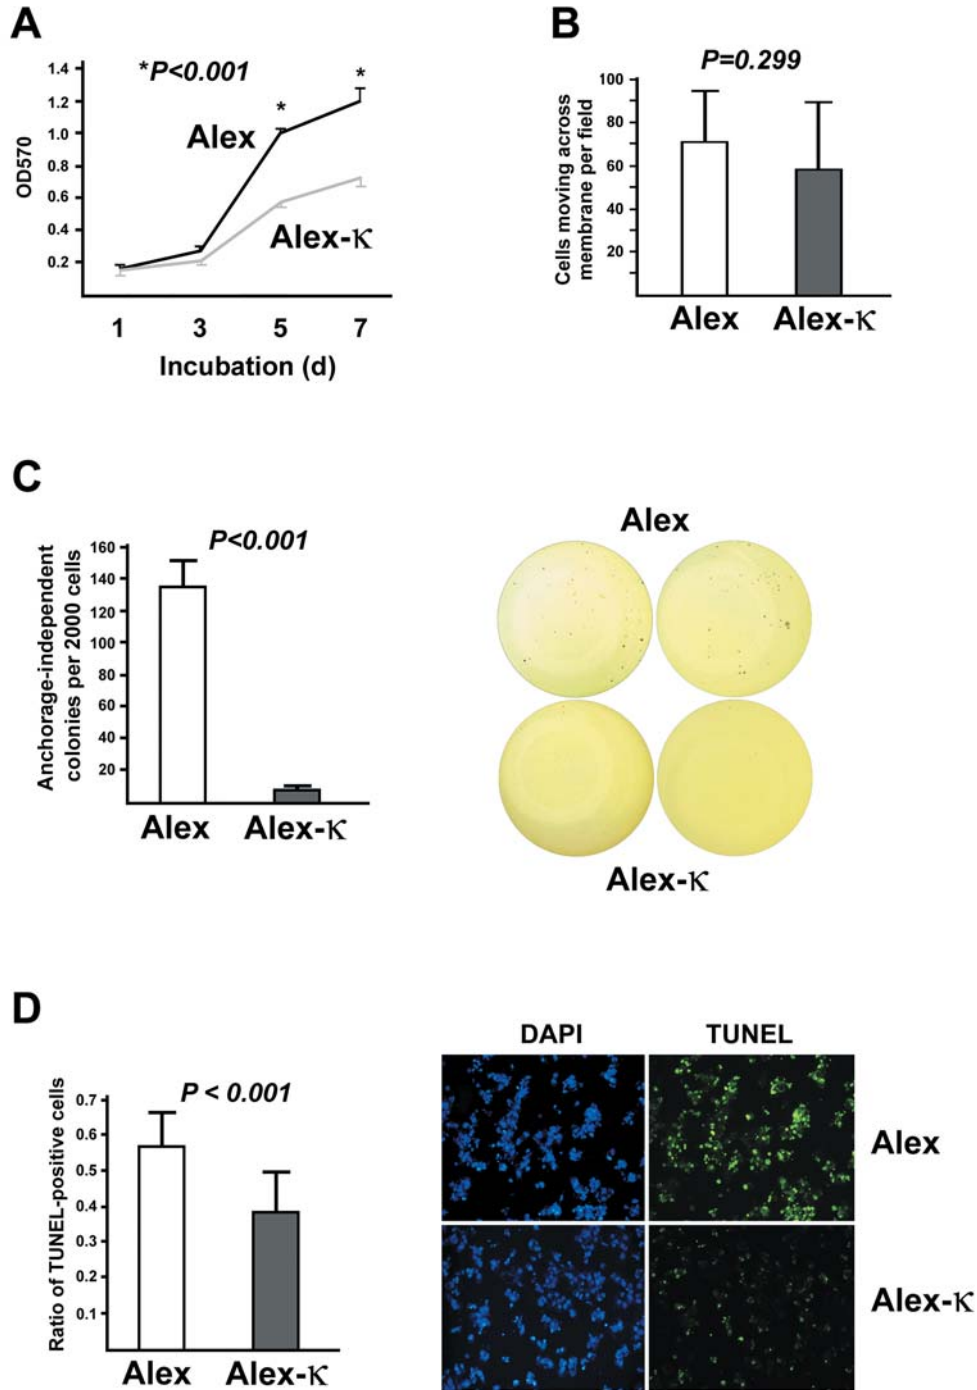 A
*P<0.001
1.4
1.2
1.0
0.8
0.6
0.4
0.2
OD570
*
*
Alex
Alex-κ
1 3 5 7
Incubation (d)
B
P=0.299
Cells moving across
membrane per field
100
80
60
40
20
Alex Alex-κ
C
P<0.001
Anchorage-independent
colonies per 2000 cells
160
140
120
100
80
60
40
20
Alex Alex-κ
Alex
Alex-κ
D
P < 0.001
Ratio of TUNEL-positive cells
0.7
0.6
0.5
0.4
0.3
0.2
0.1
Alex Alex-κ
DAPI TUNEL
Alex
Alex-κ